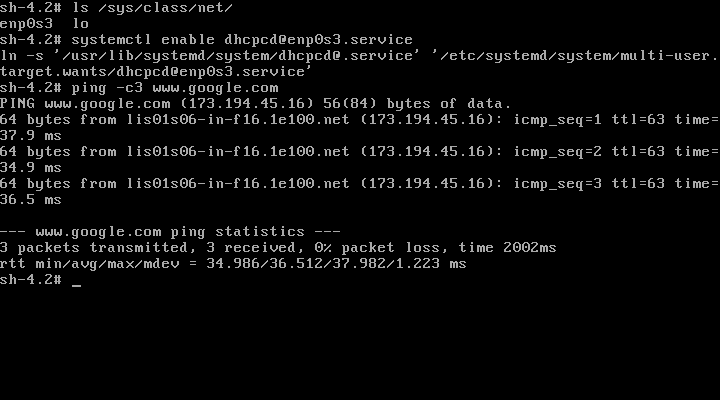 sh-4.2# ls /sys/class/net/
enp0s3  lo
sh-4.2# systemctl enable dhcpcd@enp0s3.service
ln -s '/usr/lib/systemd/system/dhcpcd@.service' '/etc/systemd/system/multi-user.
target.wants/dhcpcd@enp0s3.service'
sh-4.2# ping -c3 www.google.com
PING www.google.com (173.194.45.16) 56(84) bytes of data.
64 bytes from lis01s06-in-f16.1e100.net (173.194.45.16): icmp_seq=1 ttl=63 time=
37.9 ms
64 bytes from lis01s06-in-f16.1e100.net (173.194.45.16): icmp_seq=2 ttl=63 time=
34.9 ms
64 bytes from lis01s06-in-f16.1e100.net (173.194.45.16): icmp_seq=3 ttl=63 time=
36.5 ms

--- www.google.com ping statistics ---
3 packets transmitted, 3 received, 0% packet loss, time 2002ms
rtt min/avg/max/mdev = 34.986/36.512/37.982/1.223 ms
sh-4.2# _